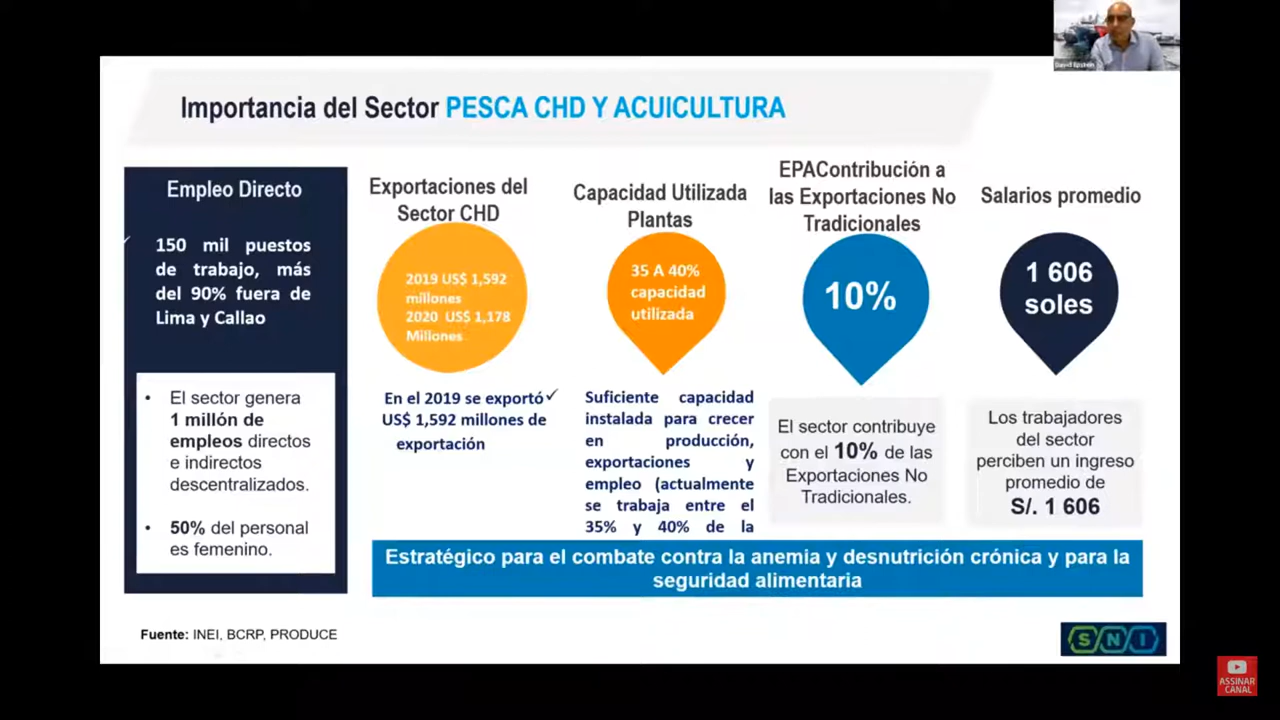 David Epstein
Importancia del Sector PESCA CHD Y ACUICULTURA
Empleo Directo
150 mil puestos
de trabajo, más
del 90% fuera de
Lima y Callao
• El sector genera
1 millón de
empleos directos
e indirectos
descentralizados.
• 50% del personal
es femenino.
Exportaciones del
Sector CHD
2019 US$ 1,592
millones
2020 US$ 1,178
Millones
En el 2019 se exportó
US$ 1,592 millones de
exportación
Capacidad Utilizada
Plantas
35 A 40%
capacidad
utilizada
Suficiente capacidad
instalada para crecer
en producción,
exportaciones y
empleo (actualmente
se trabaja entre el
35% y 40% de la
EPAContribución a
las Exportaciones No
Tradicionales
10%
El sector contribuye
con el 10% de las
Exportaciones No
Tradicionales.
Salarios promedio
1 606
soles
Los trabajadores
del sector
perciben un ingreso
promedio de
S/. 1 606
Estratégico para el combate contra la anemia y desnutrición crónica y para la
seguridad alimentaria
Fuente: INEI, BCRP, PRODUCE
SNI
ASSINAR
CANAL